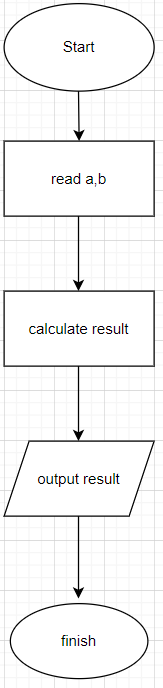 Start
read a,b
calculate result
output result
finish